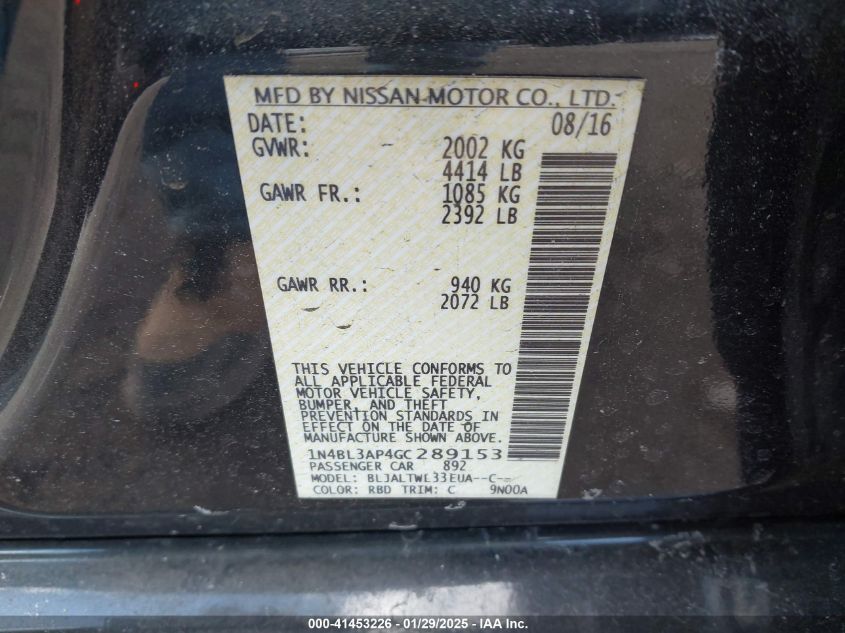 MFD BY NISSAN MOTOR CO., LTD.
DATE: 08/16
GVWR: 2002 KG
4414 LB
GAWR FR.: 1085 KG
2392 LB
GAWR RR.: 940 KG
2072 LB
THIS VEHICLE CONFORMS TO
ALL APPLICABLE FEDERAL
MOTOR VEHICLE SAFETY,
BUMPER, AND THEFT
PREVENTION STANDARDS IN
EFFECT ON THE DATE OF
MANUFACTURE SHOWN ABOVE.
1N4BL3AP4GC289153
PASSENGER CAR 892
MODEL: BLJALTWL33EUA--C--
COLOR: RBD TRIM: C 9N00A
000-41453226 - 01/29/2025 - IAA Inc.